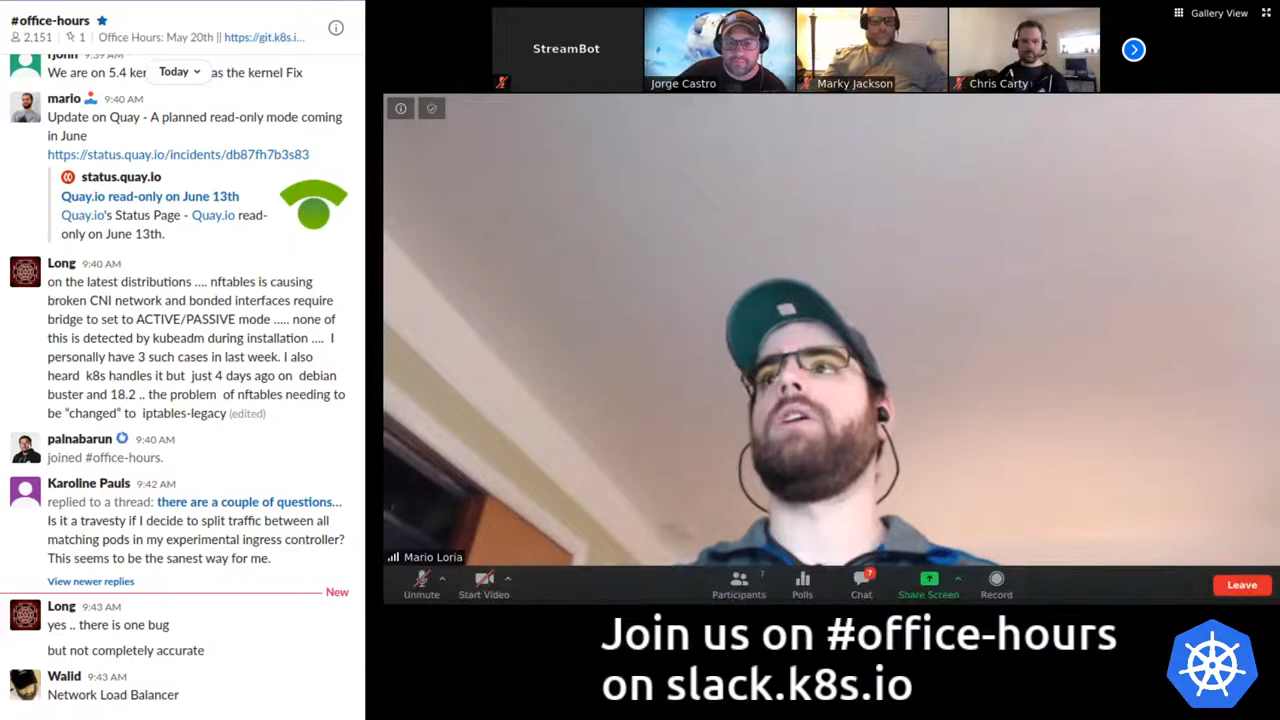 #office-hours
2,151 1 Office Hours: May 20th || https://git.k8s.i...
9:39 AM
We are on 5.4 ker
Today
as the kernel Fix
mario 9:40 AM
Update on Quay - A planned read-only mode coming
in June
https://status.quay.io/incidents/db87fh7b3s83
status.quay.io
Quay.io read-only on June 13th
Quay.io's Status Page - Quay.io read-
only on June 13th.
Long 9:40 AM
on the latest distributions .... nftables is causing
broken CNI network and bonded interfaces require
bridge to set to ACTIVE/PASSIVE mode ..... none of
this is detected by kubeadm during installation .... I
personally have 3 such cases in last week. I also
heard k8s handles it but just 4 days ago on debian
buster and 18.2 .. the problem of nftables needing to
be “changed” to iptables-legacy (edited)
palnabarun 9:40 AM
joined #office-hours.
Karoline Pauls 9:42 AM
replied to a thread: there are a couple of questions...
Is it a travesty if I decide to split traffic between all
matching pods in my experimental ingress controller?
This seems to be the sanest way for me.
View newer replies
New
Long 9:43 AM
yes .. there is one bug
but not completely accurate
Walid 9:43 AM
Network Load Balancer
StreamBot
Jorge Castro
Marky Jackson
Chris Carty
Gallery View
Mario Loria
Unmute
Start Video
7
Participants
Polls
7
Chat
Share Screen
Record
Leave
Join us on #office-hours
on slack.k8s.io